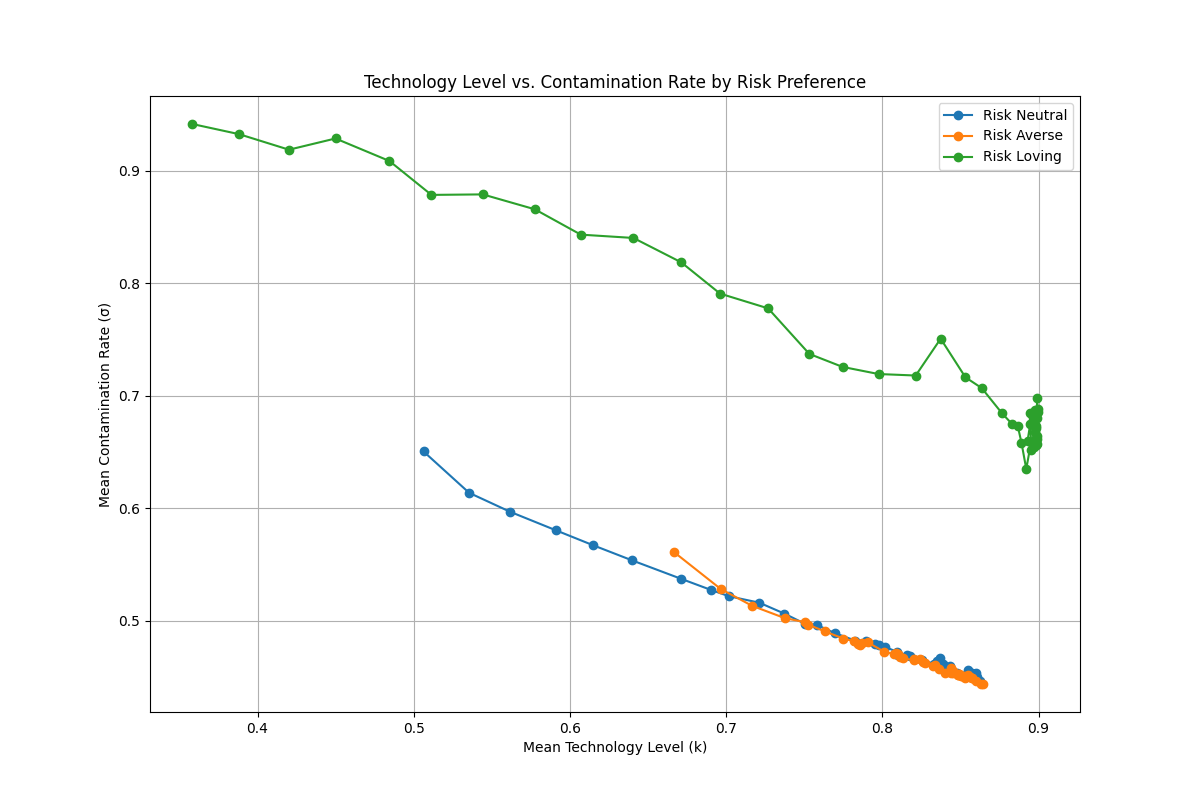 Technology Level vs. Contamination Rate by Risk Preference
Risk Neutral
Risk Averse
Risk Loving
Mean Contamination Rate (σ)
0.9
0.8
0.7
0.6
0.5
0.4 0.5 0.6 0.7 0.8 0.9
Mean Technology Level (k)